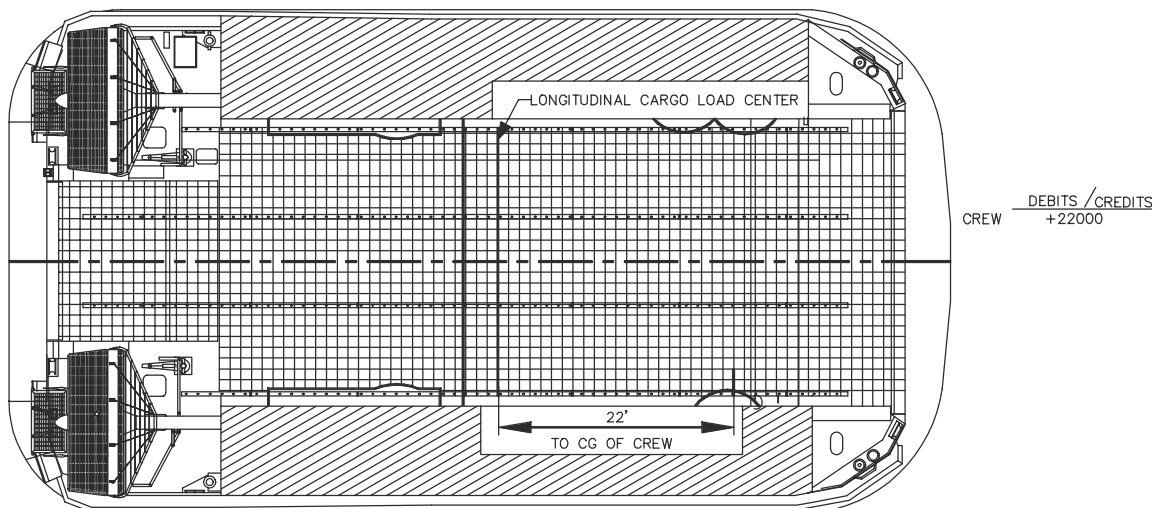 LONGITUDINAL CARGO LOAD CENTER
DEBITS / CREDITS
CREW +22000
22'
TO CG OF CREW